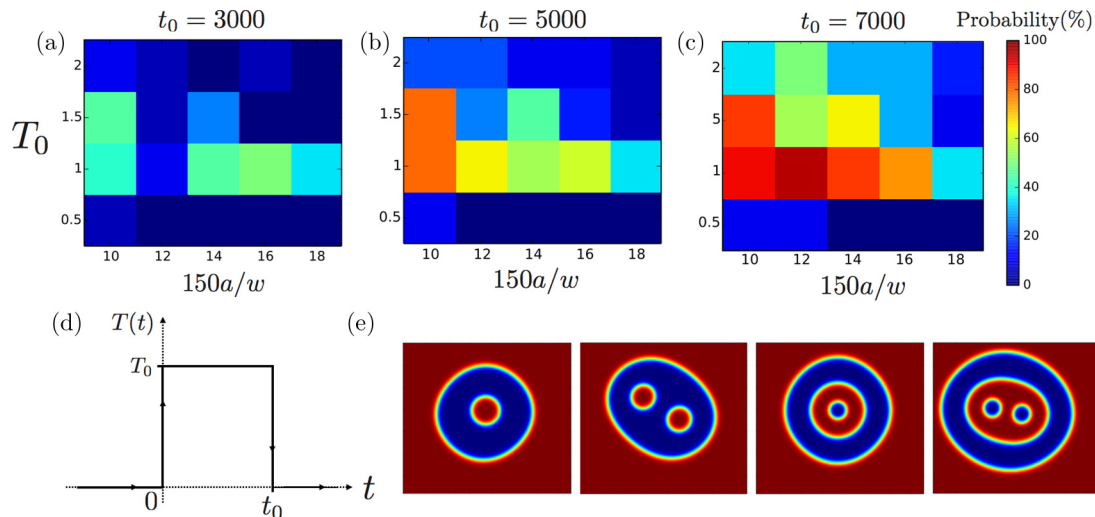 t₀ = 3000
t₀ = 5000
t₀ = 7000
Probability(%)
(a)
(b)
(c)
T₀
2
1.5
1
0.5
10 12 14 16 18
150a/w
2
1.5
1
0.5
10 12 14 16 18
150a/w
2
5
1
0.5
10 12 14 16 18
150a/w
100
80
60
40
20
0
(d)
T(t)
T₀
0
t₀
t
(e)